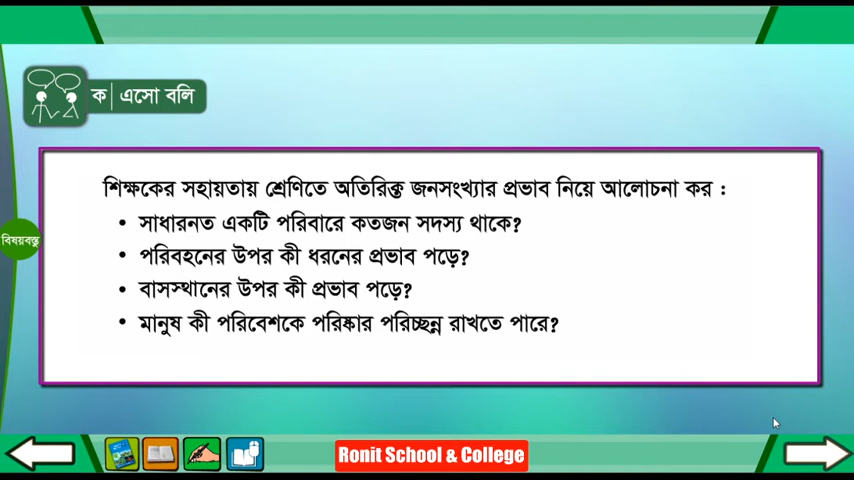 ক | এসো বলি
শিক্ষকের সহায়তায় শ্রেণিতে অতিরিক্ত জনসংখ্যার প্রভাব নিয়ে আলোচনা কর :
• সাধারনত একটি পরিবারে কতজন সদস্য থাকে?
• পরিবহনের উপর কী ধরনের প্রভাব পড়ে?
বিষয়বস্তু
• বাসস্থানের উপর কী প্রভাব পড়ে?
• মানুষ কী পরিবেশকে পরিষ্কার পরিচ্ছন্ন রাখতে পারে?
Ronit School & College